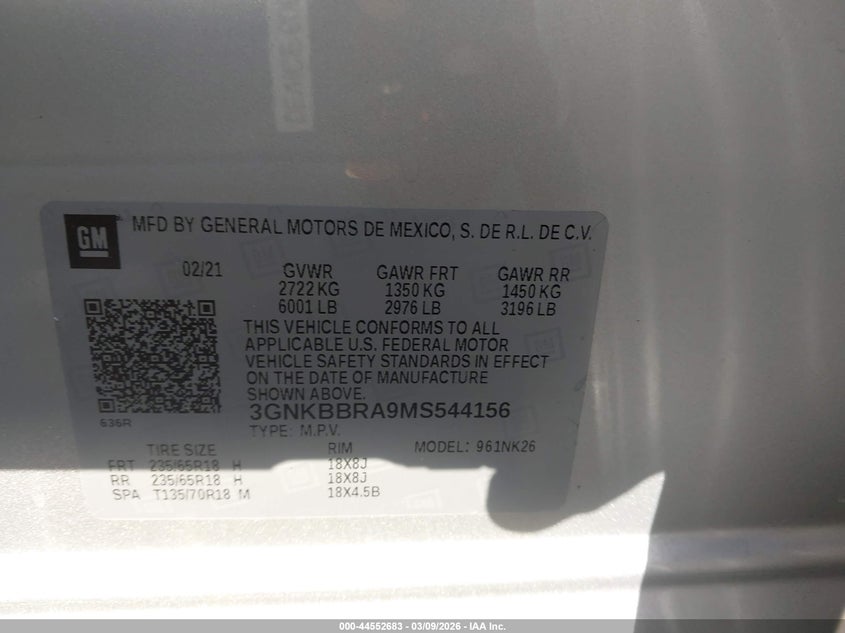 GM
MFD BY GENERAL MOTORS DE MEXICO, S. DE R.L. DE C.V.
02/21 GVWR GAWR FRT GAWR RR
2722 KG 1350 KG 1450 KG
6001 LB 2976 LB 3196 LB
THIS VEHICLE CONFORMS TO ALL
APPLICABLE U.S. FEDERAL MOTOR
VEHICLE SAFETY STANDARDS IN EFFECT
ON THE DATE OF MANUFACTURE
SHOWN ABOVE.
3GNKBBRA9MS544156
636R
TYPE: M.P.V.
TIRE SIZE RIM MODEL: 961NK26
FRT 235/65R18 H 18X8J
RR 235/65R18 H 18X8J
SPA T135/70R18 M 18X4.5B
000-44552683 - 03/09/2026 - IAA Inc.